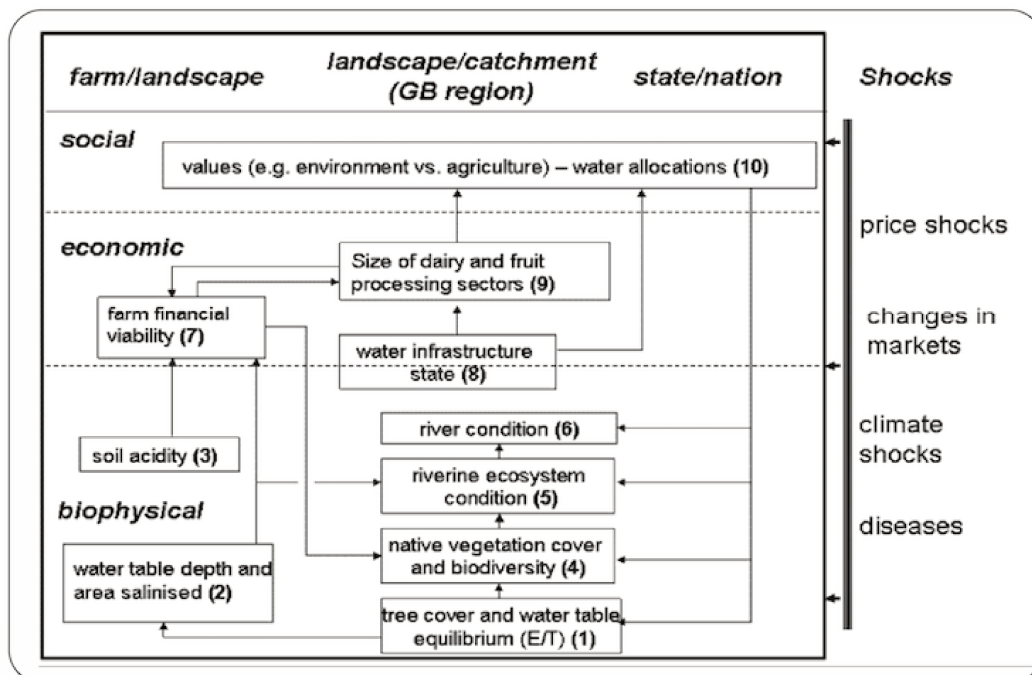 farm/landscape
landscape/catchment
(GB region)
state/nation
Shocks
social
values (e.g. environment vs. agriculture) – water allocations (10)
economic
Size of dairy and fruit
processing sectors (9)
price shocks
farm financial
viability (7)
water infrastructure
state (8)
changes in
markets
river condition (6)
climate
shocks
soil acidity (3)
riverine ecosystem
condition (5)
biophysical
diseases
native vegetation cover
and biodiversity (4)
water table depth and
area salinised (2)
tree cover and water table
equilibrium (E/T) (1)